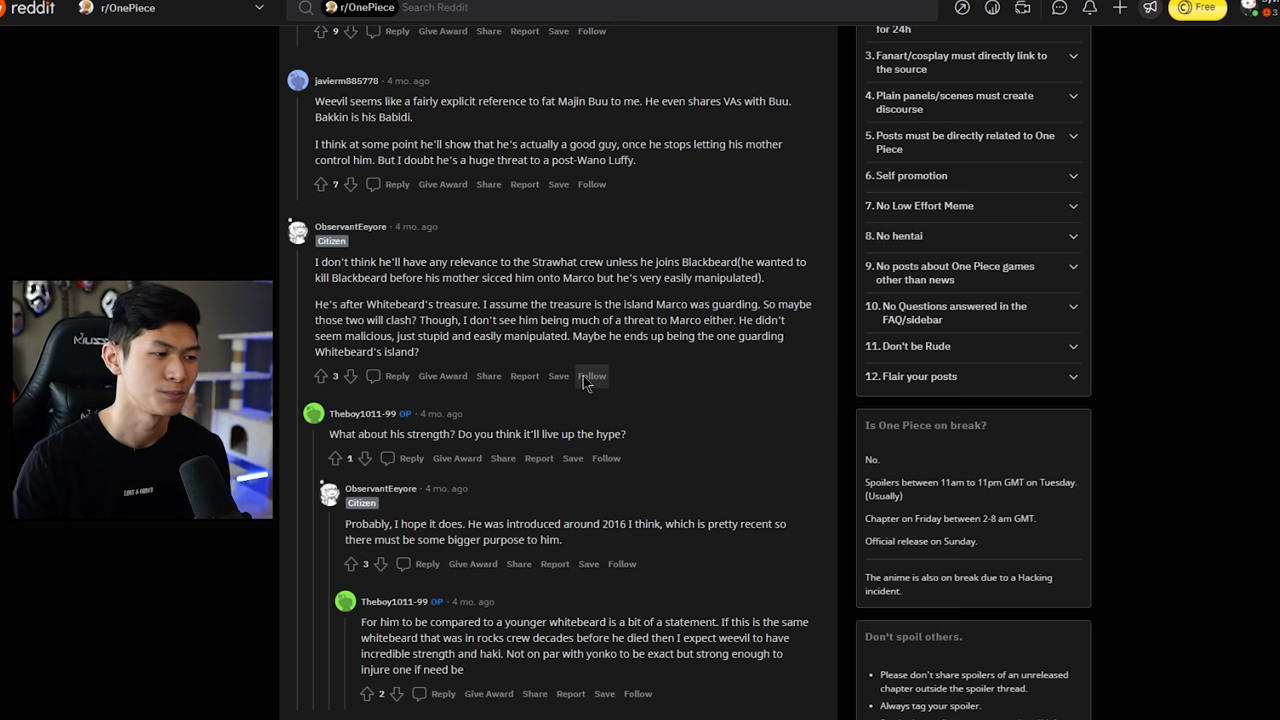 reddit
r/OnePiece
r/OnePiece
Search Reddit
Free
9 Reply Give Award Share Report Save Follow
javierm885778 · 4 mo. ago
Weevil seems like a fairly explicit reference to fat Majin Buu to me. He even shares VAs with Buu.
Bakkin is his Babidi.
I think at some point he'll show that he's actually a good guy, once he stops letting his mother
control him. But I doubt he's a huge threat to a post-Wano Luffy.
7 Reply Give Award Share Report Save Follow
ObservantEeyore · 4 mo. ago
Citizen
I don't think he'll have any relevance to the Strawhat crew unless he joins Blackbeard(he wanted to
kill Blackbeard before his mother sicced him onto Marco but he's very easily manipulated).
He's after Whitebeard's treasure. I assume the treasure is the island Marco was guarding. So maybe
those two will clash? Though, I don't see him being much of a threat to Marco either. He didn't
seem malicious, just stupid and easily manipulated. Maybe he ends up being the one guarding
Whitebeard's island?
3 Reply Give Award Share Report Save Follow
Theboy1011-99 OP · 4 mo. ago
What about his strength? Do you think it'll live up the hype?
1 Reply Give Award Share Report Save Follow
ObservantEeyore · 4 mo. ago
Citizen
Probably, I hope it does. He was introduced around 2016 I think, which is pretty recent so
there must be some bigger purpose to him.
3 Reply Give Award Share Report Save Follow
Theboy1011-99 OP · 4 mo. ago
For him to be compared to a younger whitebeard is a bit of a statement. If this is the same
whitebeard that was in rocks crew decades before he died then I expect weevil to have
incredible strength and haki. Not on par with yonko to be exact but strong enough to
injure one if need be
2 Reply Give Award Share Report Save Follow
for 24h
3. Fanart/cosplay must directly link to
the source
4. Plain panels/scenes must create
discourse
5. Posts must be directly related to One
Piece
6. Self promotion
7. No Low Effort Meme
8. No hentai
9. No posts about One Piece games
other than news
10. No Questions answered in the
FAQ/sidebar
11. Don't be Rude
12. Flair your posts
Is One Piece on break?
No.
Spoilers between 11am to 11pm GMT on Tuesday.
(Usually)
Chapter on Friday between 2-8 am GMT.
Official release on Sunday.
The anime is also on break due to a Hacking
incident.
Don't spoil others.
• Please don't share spoilers of an unreleased
chapter outside the spoiler thread.
• Always tag your spoiler.